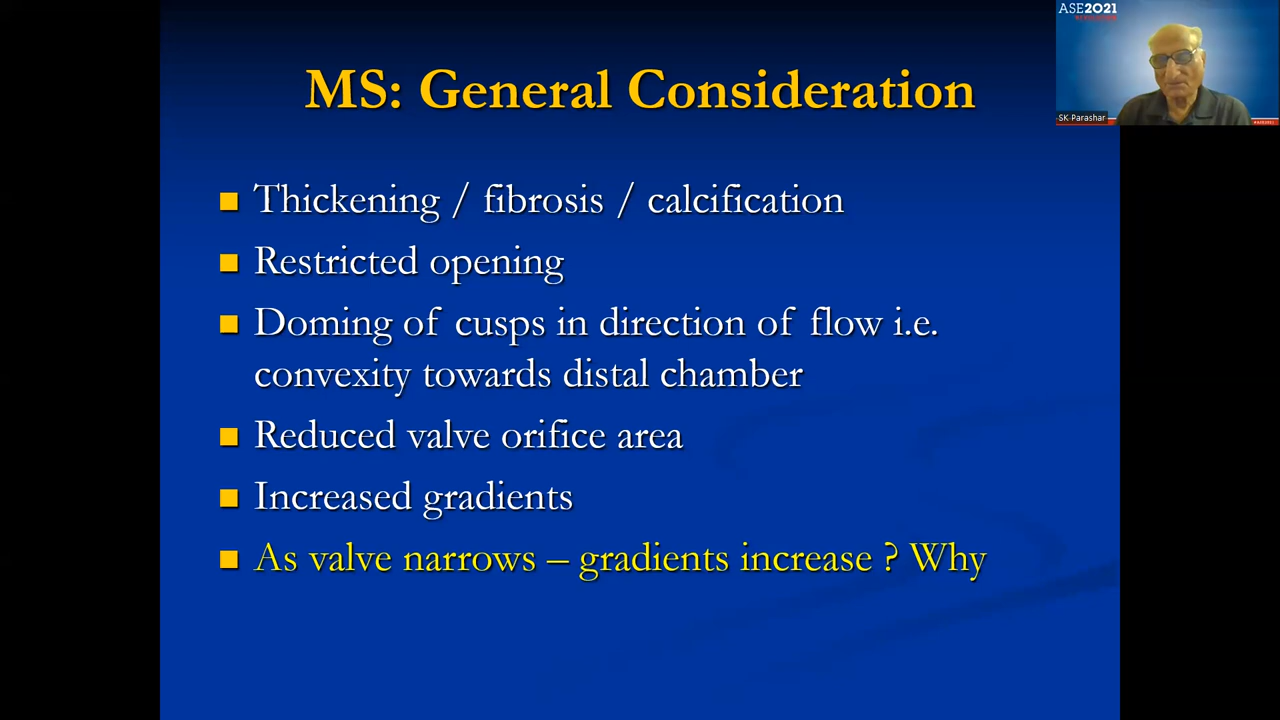 ASE2021
MS: General Consideration
SK Parashar
Thickening / fibrosis / calcification
Restricted opening
Doming of cusps in direction of flow i.e.
convexity towards distal chamber
Reduced valve orifice area
Increased gradients
As valve narrows – gradients increase ? Why